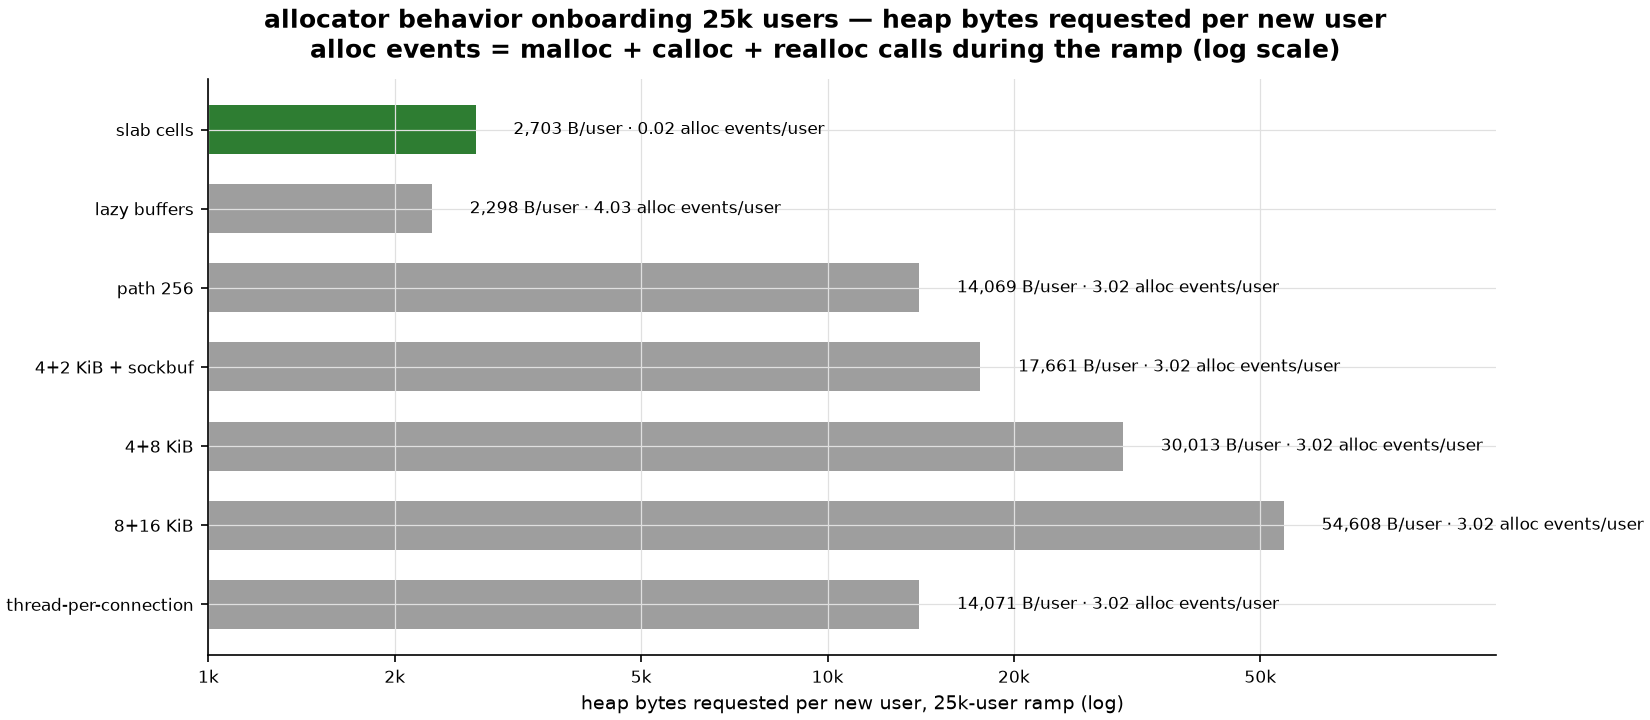 allocator behavior onboarding 25k users — heap bytes requested per new user
alloc events = malloc + calloc + realloc calls during the ramp (log scale)
slab cells
2,703 B/user · 0.02 alloc events/user
lazy buffers
2,298 B/user · 4.03 alloc events/user
path 256
14,069 B/user · 3.02 alloc events/user
4+2 KiB + sockbuf
17,661 B/user · 3.02 alloc events/user
4+8 KiB
30,013 B/user · 3.02 alloc events/user
8+16 KiB
54,608 B/user · 3.02 alloc events/user
thread-per-connection
14,071 B/user · 3.02 alloc events/user
1k 2k 5k 10k 20k 50k
heap bytes requested per new user, 25k-user ramp (log)